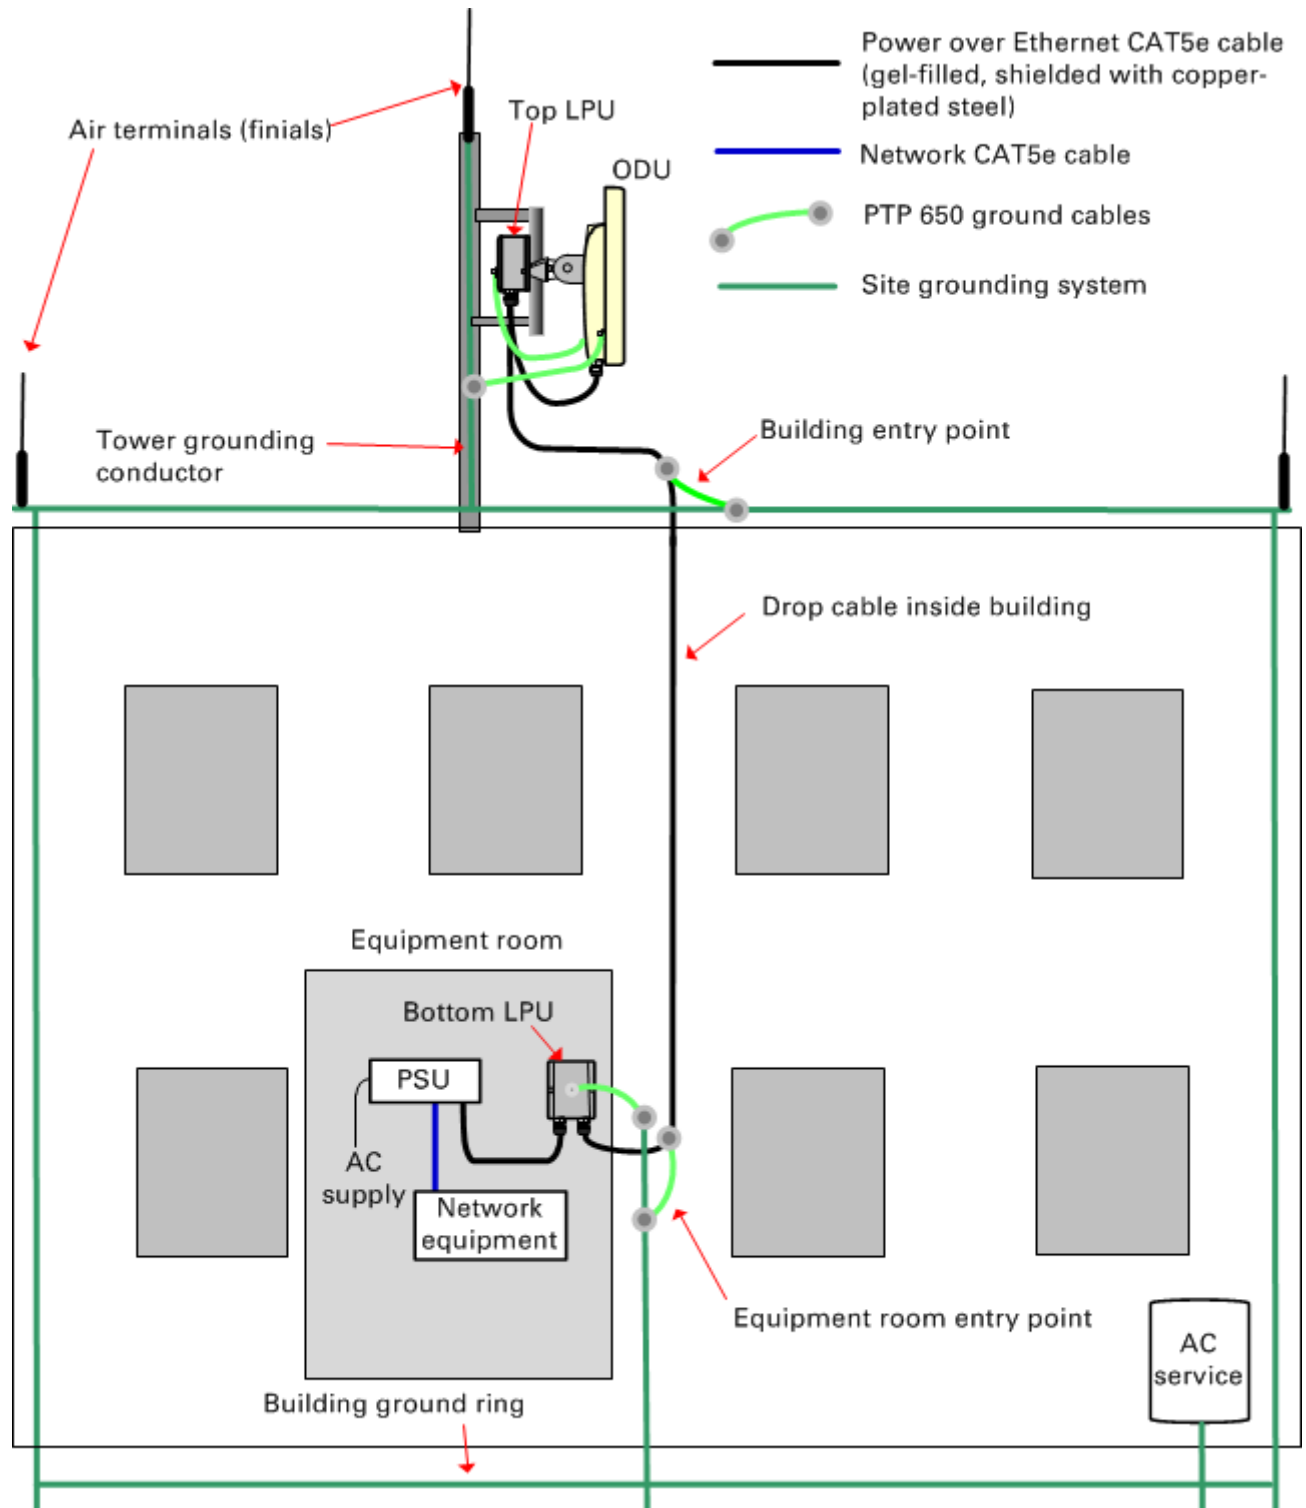 Power over Ethernet CAT5e cable
(gel-filled, shielded with copper-
plated steel)
Air terminals (finials)
Top LPU
Network CAT5e cable
ODU
PTP 650 ground cables
Site grounding system
Tower grounding
conductor
Building entry point
Drop cable inside building
Equipment room
Bottom LPU
PSU
AC
supply
Network
equipment
Equipment room entry point
AC
service
Building ground ring